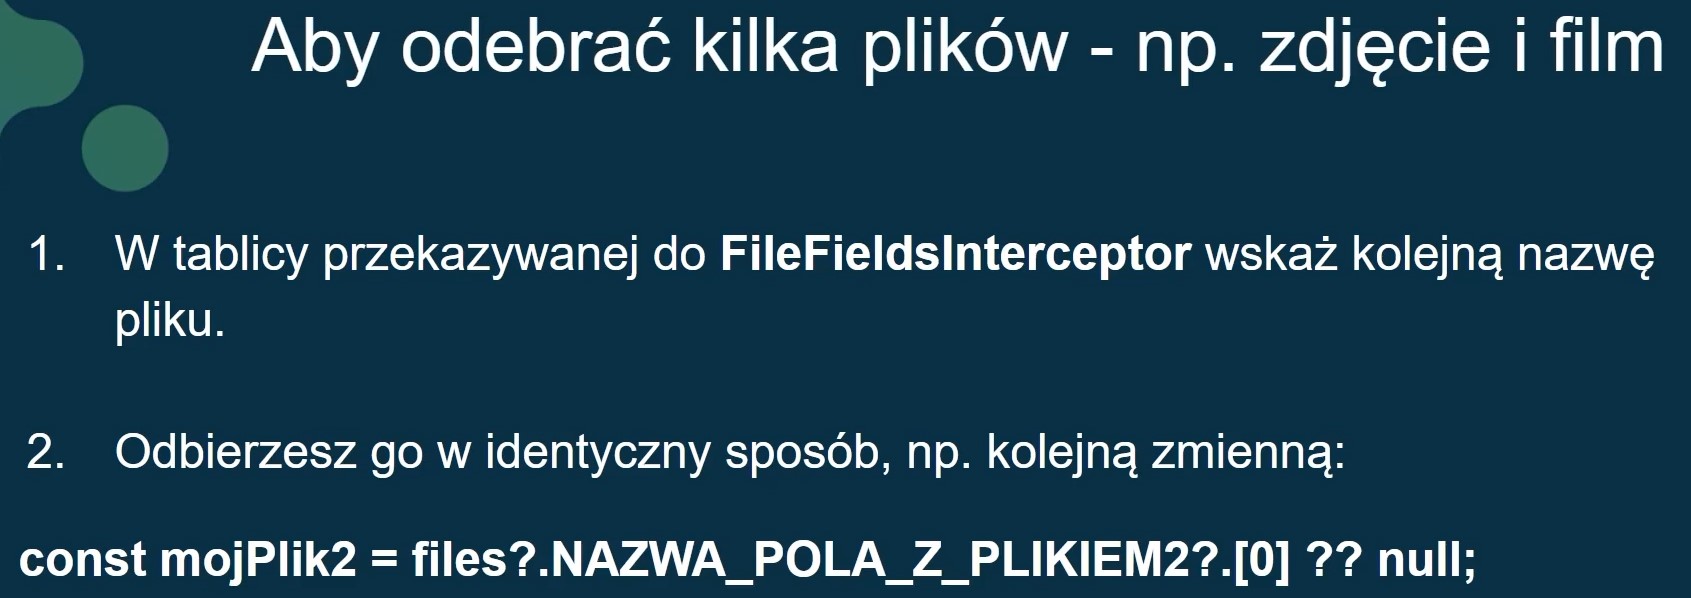 Aby odebrać kilka plików - np. zdjęcie i film
1. W tablicy przekazywanej do FileFieldsInterceptor wskaż kolejną nazwę
pliku.
2. Odbierzesz go w identyczny sposób, np. kolejną zmienną:
const mojPlik2 = files?.NAZWA_POLA_Z_PLIKIEM2?.[0] ?? null;